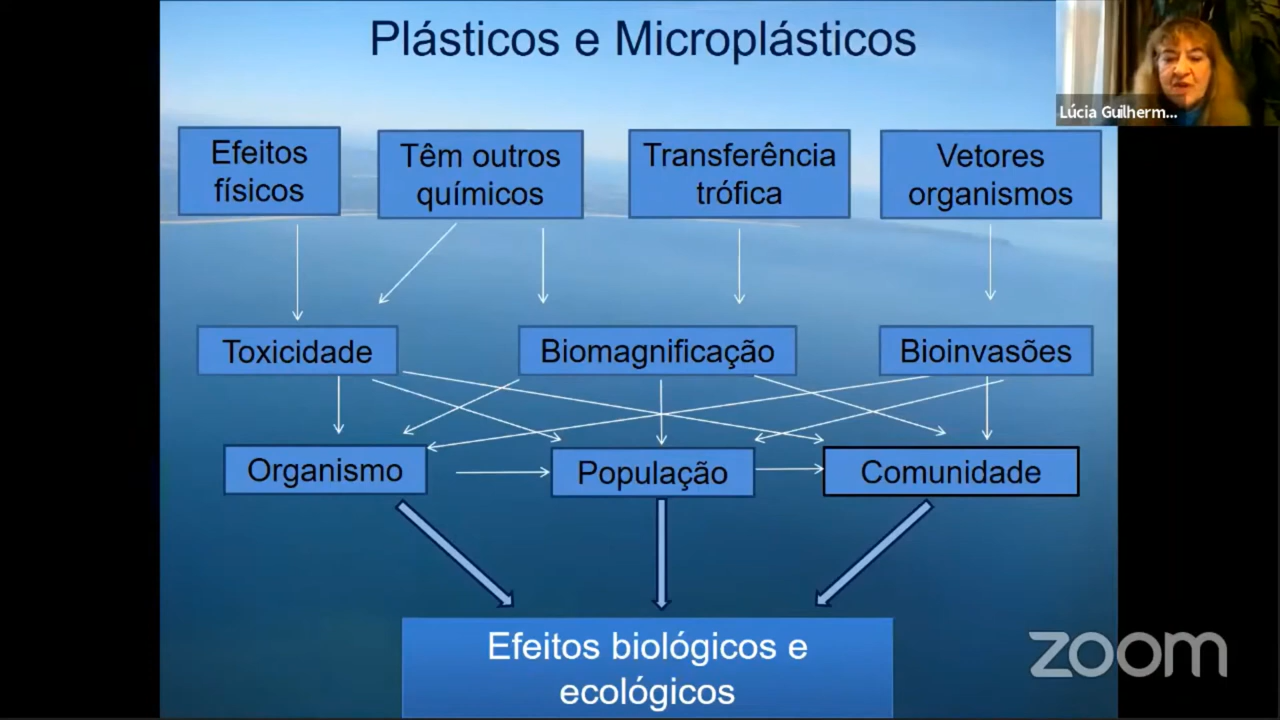 Plásticos e Microplásticos
Lúcia Guilherm...
Efeitos
físicos
Têm outros
químicos
Transferência
trófica
Vetores
organismos
Toxicidade
Biomagnificação
Bioinvasões
Organismo
População
Comunidade
Efeitos biológicos e
ecológicos
zoom